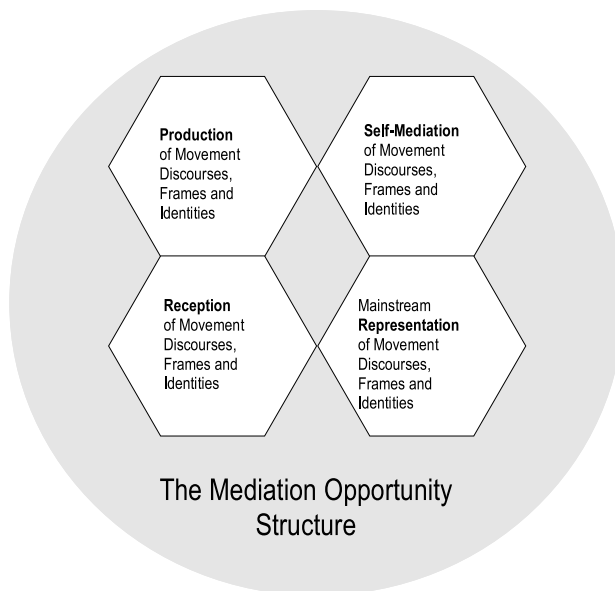 Production
of Movement
Discourses,
Frames and
Identities
Self-Mediation
of Movement
Discourses,
Frames and
Identities
Reception
of Movement
Discourses,
Frames and
Identities
Mainstream
Representation
of Movement
Discourses,
Frames and
Identities
The Mediation Opportunity
Structure